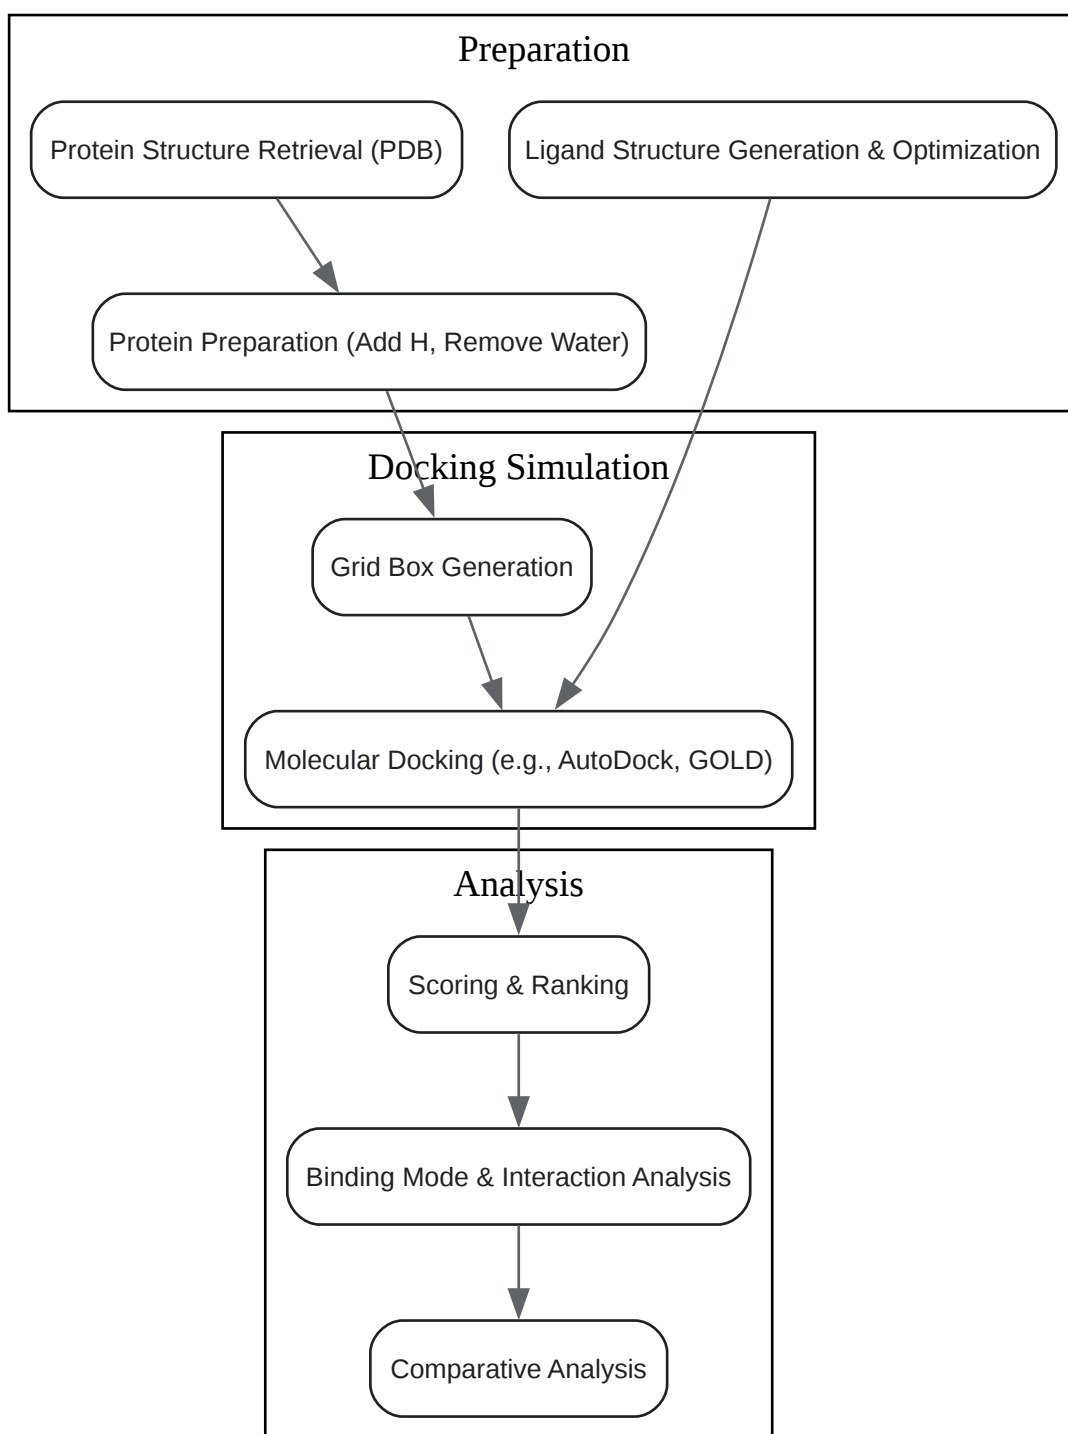 Preparation
Protein Structure Retrieval (PDB)
Ligand Structure Generation & Optimization
Protein Preparation (Add H, Remove Water)
Docking Simulation
Grid Box Generation
Molecular Docking (e.g., AutoDock, GOLD)
Analysis
Scoring & Ranking
Binding Mode & Interaction Analysis
Comparative Analysis